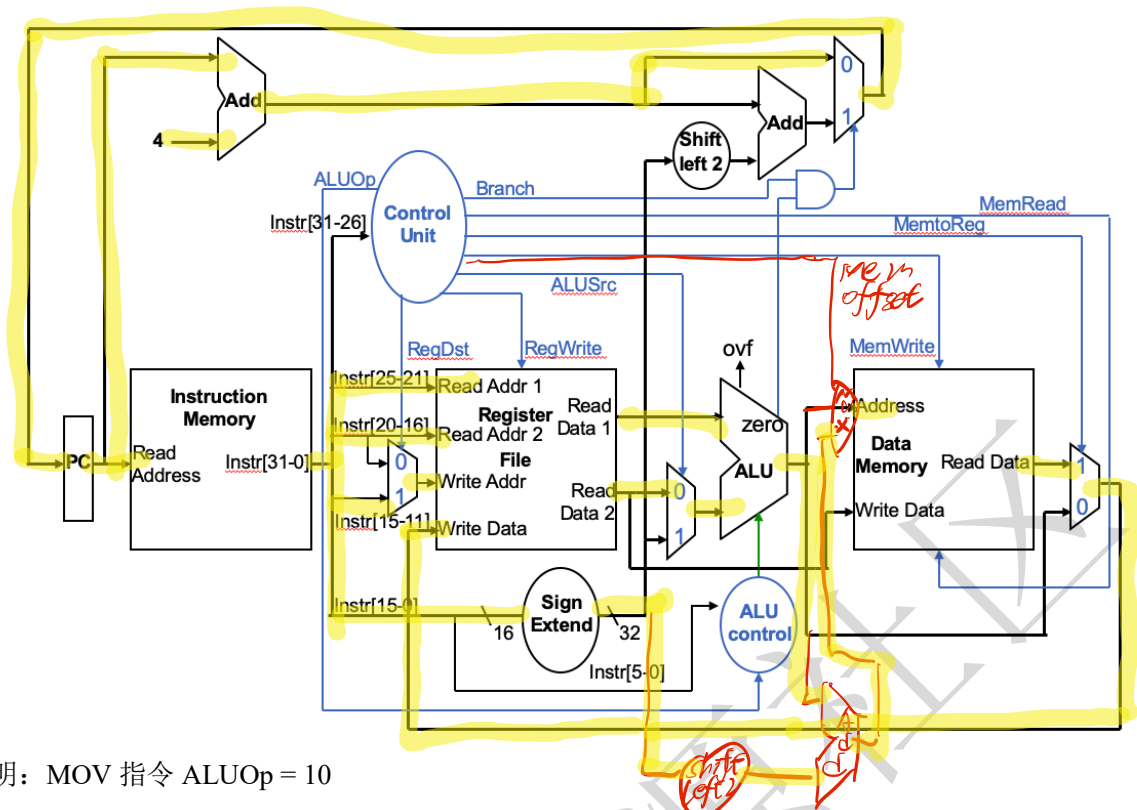 0
Add
4
Add
1
Shift
left 2
ALUOp
Branch
Control
Unit
Instr[31-26]
MemRead
MemtoReg
ALUSrc
Mem
offset
RegDst
RegWrite
MemWrite
ovf
Instruction
Memory
Instr[25-21]
Read Addr 1
Register
File
Read
Data 1
Instr[20-16]
Read Addr 2
zero
ALU
Mux
Address
Data
Memory
Read Data
PC
Read
Address
Instr[31-0]
0
1
Write Addr
Read
Data 2
0
1
1
0
Write Data
Instr[15-11]
Write Data
Instr[15-0]
16
Sign
Extend
32
ALU
control
Instr[5-0]
Add
Shift
left 2
明：MOV 指令 ALUOp = 10